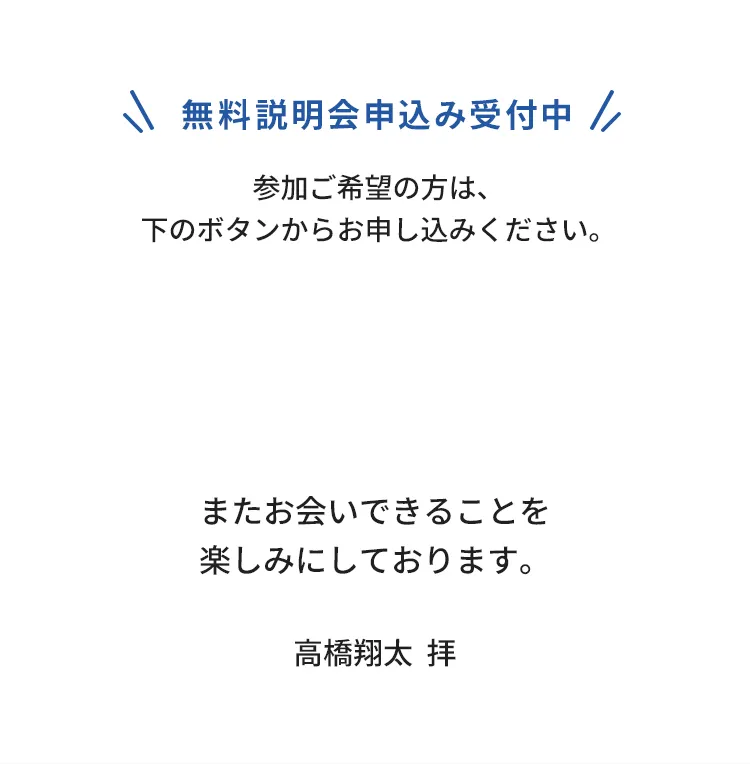 無料説明会申込み受付中
参加ご希望の方は、
下のボタンからお申し込みください。
またお会いできることを
楽しみにしております。
高橋翔太 拝